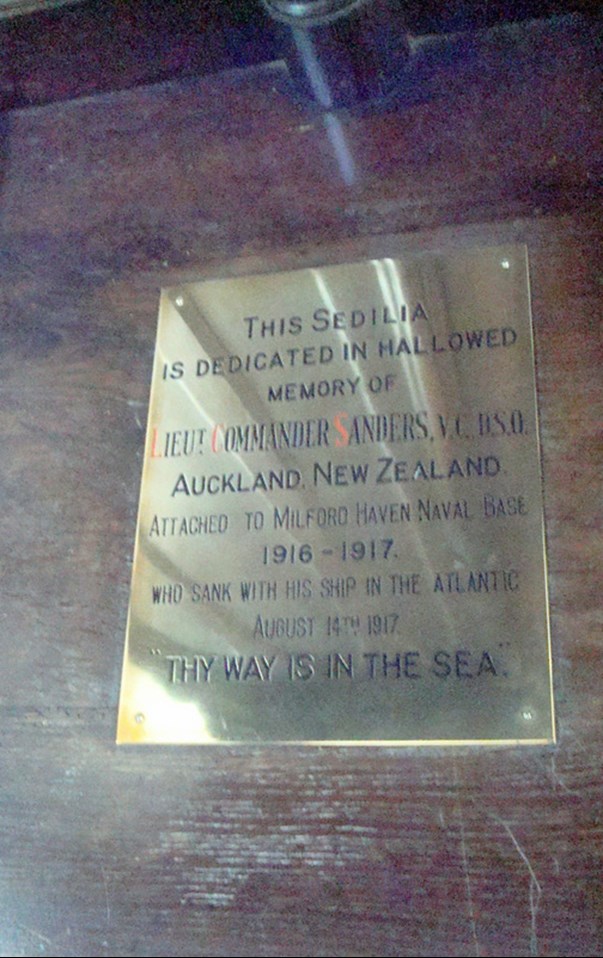 THIS SEDILIA
IS DEDICATED IN HALLOWED
MEMORY OF
LIEUT COMMANDER SANDERS, V.C. D.S.O.
AUCKLAND, NEW ZEALAND.
ATTACHED TO MILFORD HAVEN NAVAL BASE
1916-1917.
WHO SANK WITH HIS SHIP IN THE ATLANTIC
AUGUST 14TH 1917.
"THY WAY IS IN THE SEA."